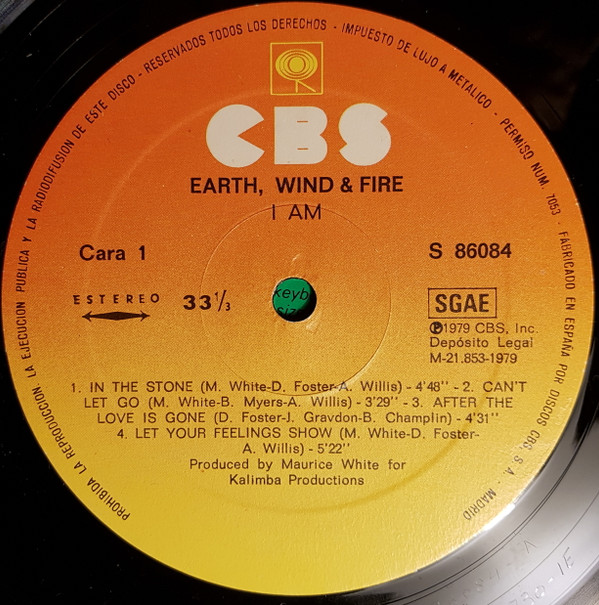 PROHIBIDA LA REPRODUCCION, LA EJECUCION PUBLICA Y LA RADIODIFUSION DE ESTE DISCO - RESERVADOS TODOS LOS DERECHOS - IMPUESTO DE LUJO A METALICO - PERMISO NUM. 7053 - FABRICADO EN ESPAÑA POR DISCOS CBS, S. A. - MADRID
CBS
EARTH, WIND & FIRE
I AM
Cara 1
S 86084
ESTEREO
33 1/3
SGAE
℗1979 CBS, Inc.
Depósito Legal
M-21.853-1979
keyb
1. IN THE STONE (M. White-D. Foster-A. Willis) - 4'48" - 2. CAN'T
LET GO (M. White-B. Myers-A. Willis) - 3'29" - 3. AFTER THE
LOVE IS GONE (D. Foster-J. Gravdon-B. Champlin) - 4'31"
4. LET YOUR FEELINGS SHOW (M. White-D. Foster-
A. Willis) - 5'22"
Produced by Maurice White for
Kalimba Productions